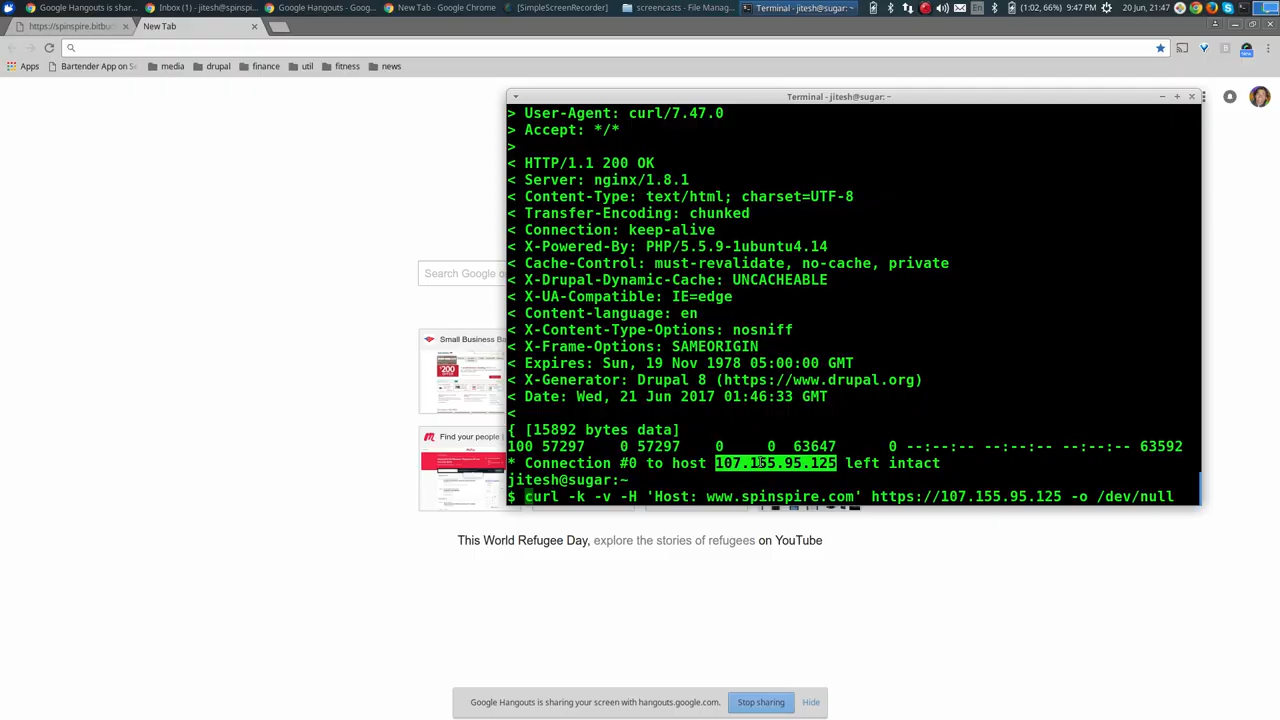 Google Hangouts is shar...
Inbox (1) - jitesh@spinspi...
Google Hangouts - Goog...
New Tab - Google Chrome
[SimpleScreenRecorder]
screencasts - File Manager
Terminal - jitesh@sugar: ~
EN
(1:02, 66%)
9:47 PM
20 Jun, 21:47
https://spinspire.bitbuc
New Tab
Apps
Bartender App on Se
media
drupal
finance
util
fitness
news
New
Terminal - jitesh@sugar: ~
> User-Agent: curl/7.47.0
> Accept: */*
>
< HTTP/1.1 200 OK
< Server: nginx/1.8.1
< Content-Type: text/html; charset=UTF-8
< Transfer-Encoding: chunked
< Connection: keep-alive
< X-Powered-By: PHP/5.5.9-1ubuntu4.14
< Cache-Control: must-revalidate, no-cache, private
< X-Drupal-Dynamic-Cache: UNCACHEABLE
< X-UA-Compatible: IE=edge
< Content-language: en
< X-Content-Type-Options: nosniff
< X-Frame-Options: SAMEORIGIN
< Expires: Sun, 19 Nov 1978 05:00:00 GMT
< X-Generator: Drupal 8 (https://www.drupal.org)
< Date: Wed, 21 Jun 2017 01:46:33 GMT
<
{ [15892 bytes data]
100 57297 0 57297 0 0 63647 0 --:--:-- --:--:-- --:--:-- 63592
* Connection #0 to host 107.155.95.125 left intact
jitesh@sugar:~
$ curl -k -v -H 'Host: www.spinspire.com' https://107.155.95.125 -o /dev/null
Search Google o
Small Business Ba
$200
Find your people
This World Refugee Day, explore the stories of refugees on YouTube
Google Hangouts is sharing your screen with hangouts.google.com.
Stop sharing
Hide